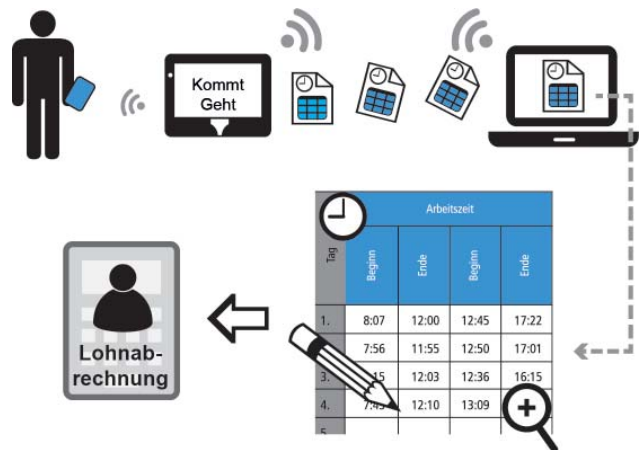 Kommt
Geht
Arbeitszeit
Tag Beginn Ende Beginn Ende
1. 8:07 12:00 12:45 17:22
7:56 11:55 12:50 17:01
3. 12:03 12:36 16:15
4. 7:45 12:10 13:09
5.
Lohnab-
rechnung